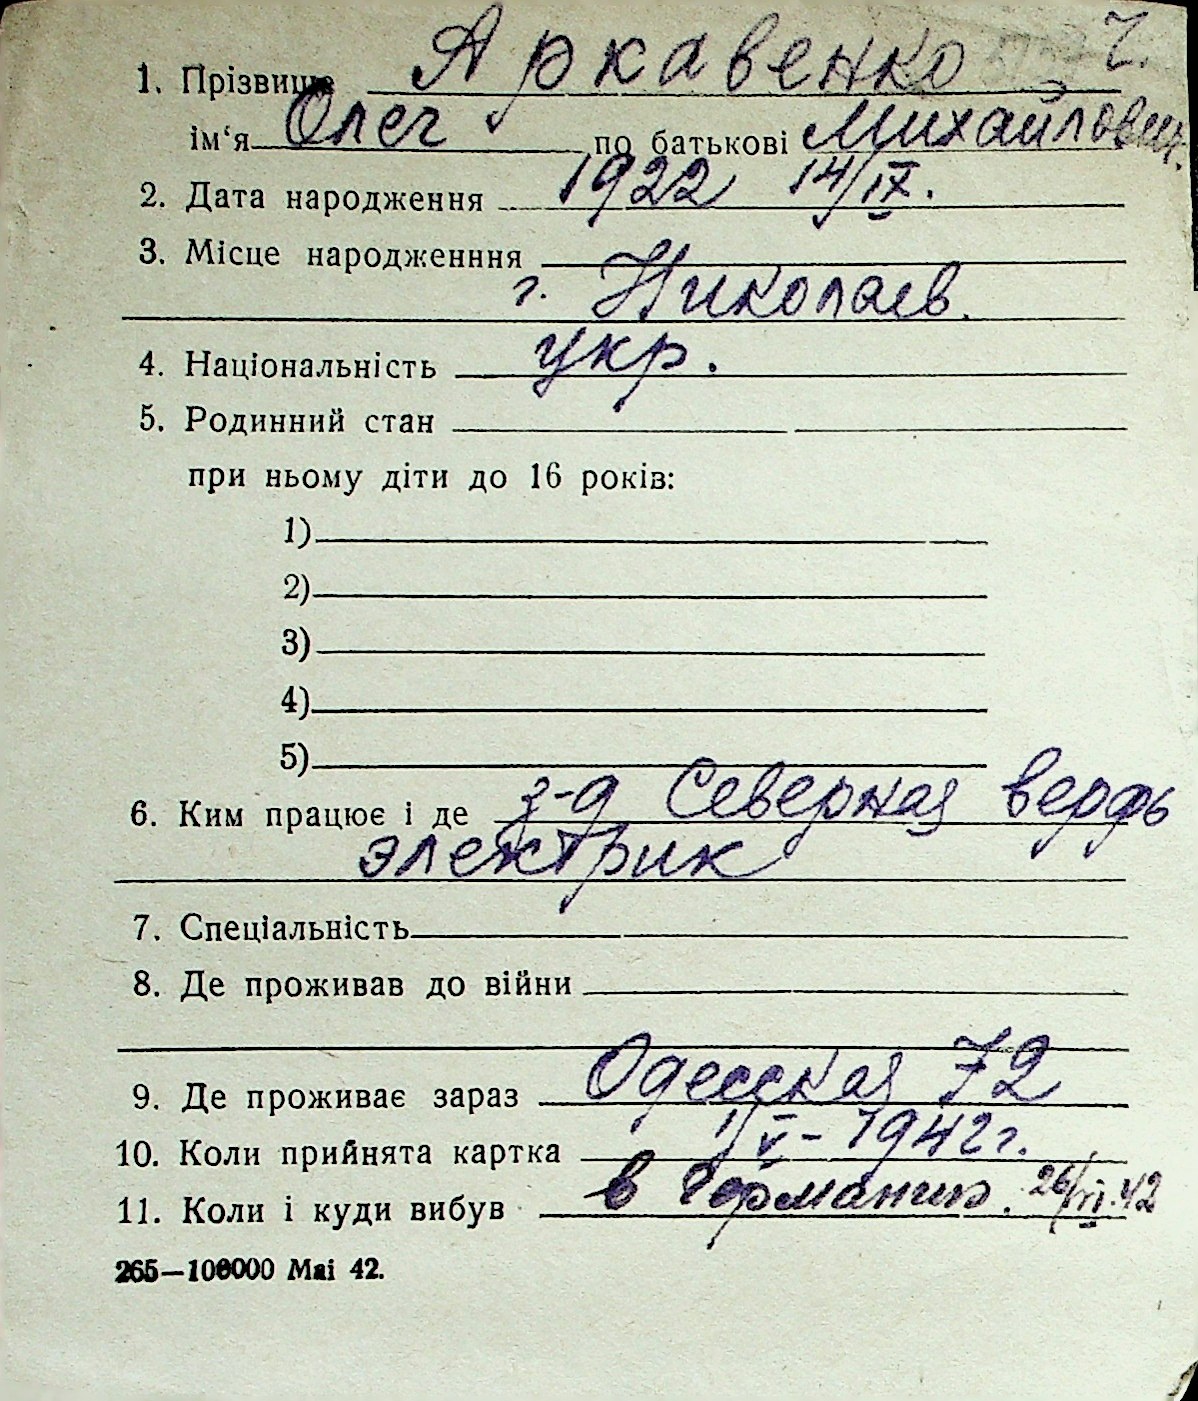 1. Прізвище Аркавенко
ім‘я Олег по батькові Михайлович.
2. Дата народження 1922 14/IX.
3. Місце народженння
г. Николаев.
4. Національність укр.
5. Родинний стан
при ньому діти до 16 років:
1)
2)
3)
4)
5)
6. Ким працює і де з-д Северная верфь
электрик
7. Спеціальність
8. Де проживав до війни
9. Де проживає зараз Одесская 72
10. Коли прийнята картка 1/V – 1942 г.
11. Коли і куди вибув в Германию. 26/VI.42
265—100000 Mai 42.